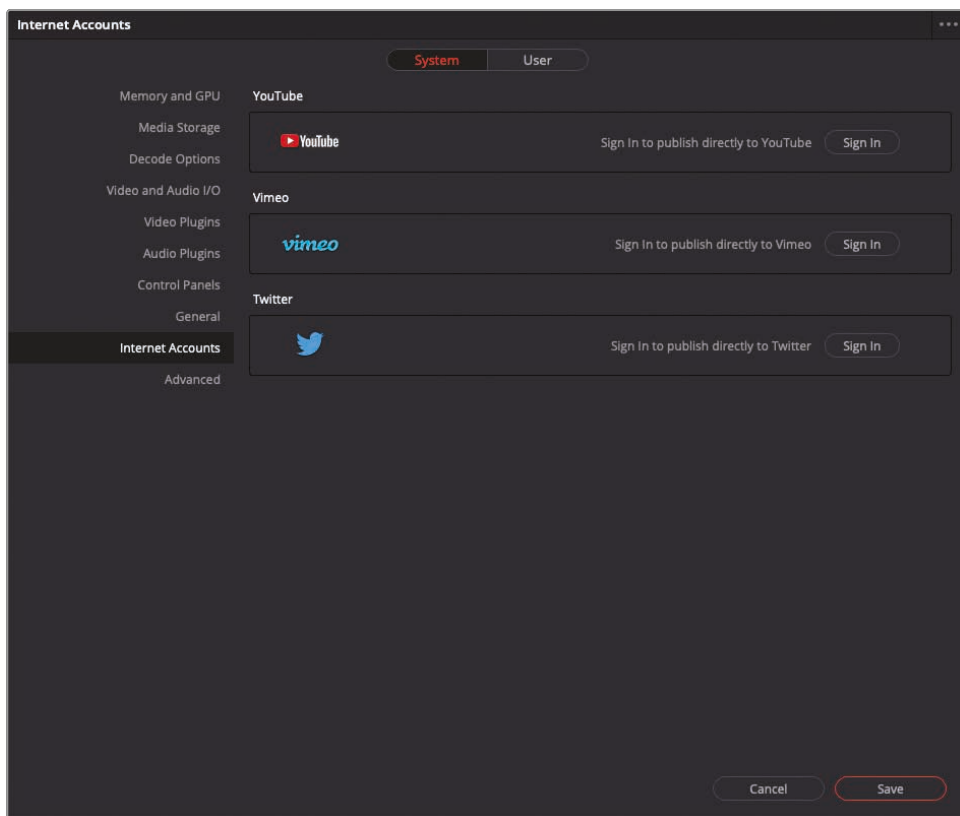 Internet Accounts
System
User
Memory and GPU
Media Storage
Decode Options
Video and Audio I/O
Video Plugins
Audio Plugins
Control Panels
General
Internet Accounts
Advanced
YouTube
YouTube
Sign In to publish directly to YouTube
Sign In
Vimeo
vimeo
Sign In to publish directly to Vimeo
Sign In
Twitter
Sign In to publish directly to Twitter
Sign In
Cancel
Save